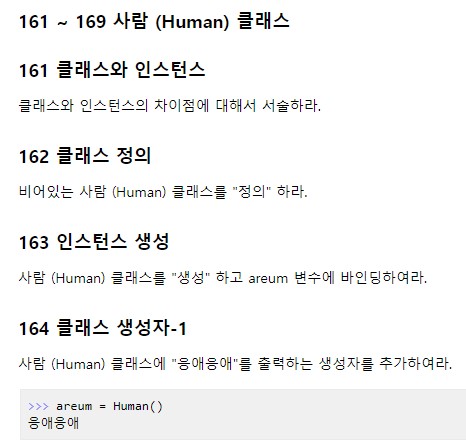 161 ~ 169 사람 (Human) 클래스
161 클래스와 인스턴스
클래스와 인스턴스의 차이점에 대해서 서술하라.
162 클래스 정의
비어있는 사람 (Human) 클래스를 "정의" 하라.
163 인스턴스 생성
사람 (Human) 클래스를 "생성" 하고 areum 변수에 바인딩하여라.
164 클래스 생성자-1
사람 (Human) 클래스에 "응애응애"를 출력하는 생성자를 추가하여라.
>>> areum = Human()
응애응애